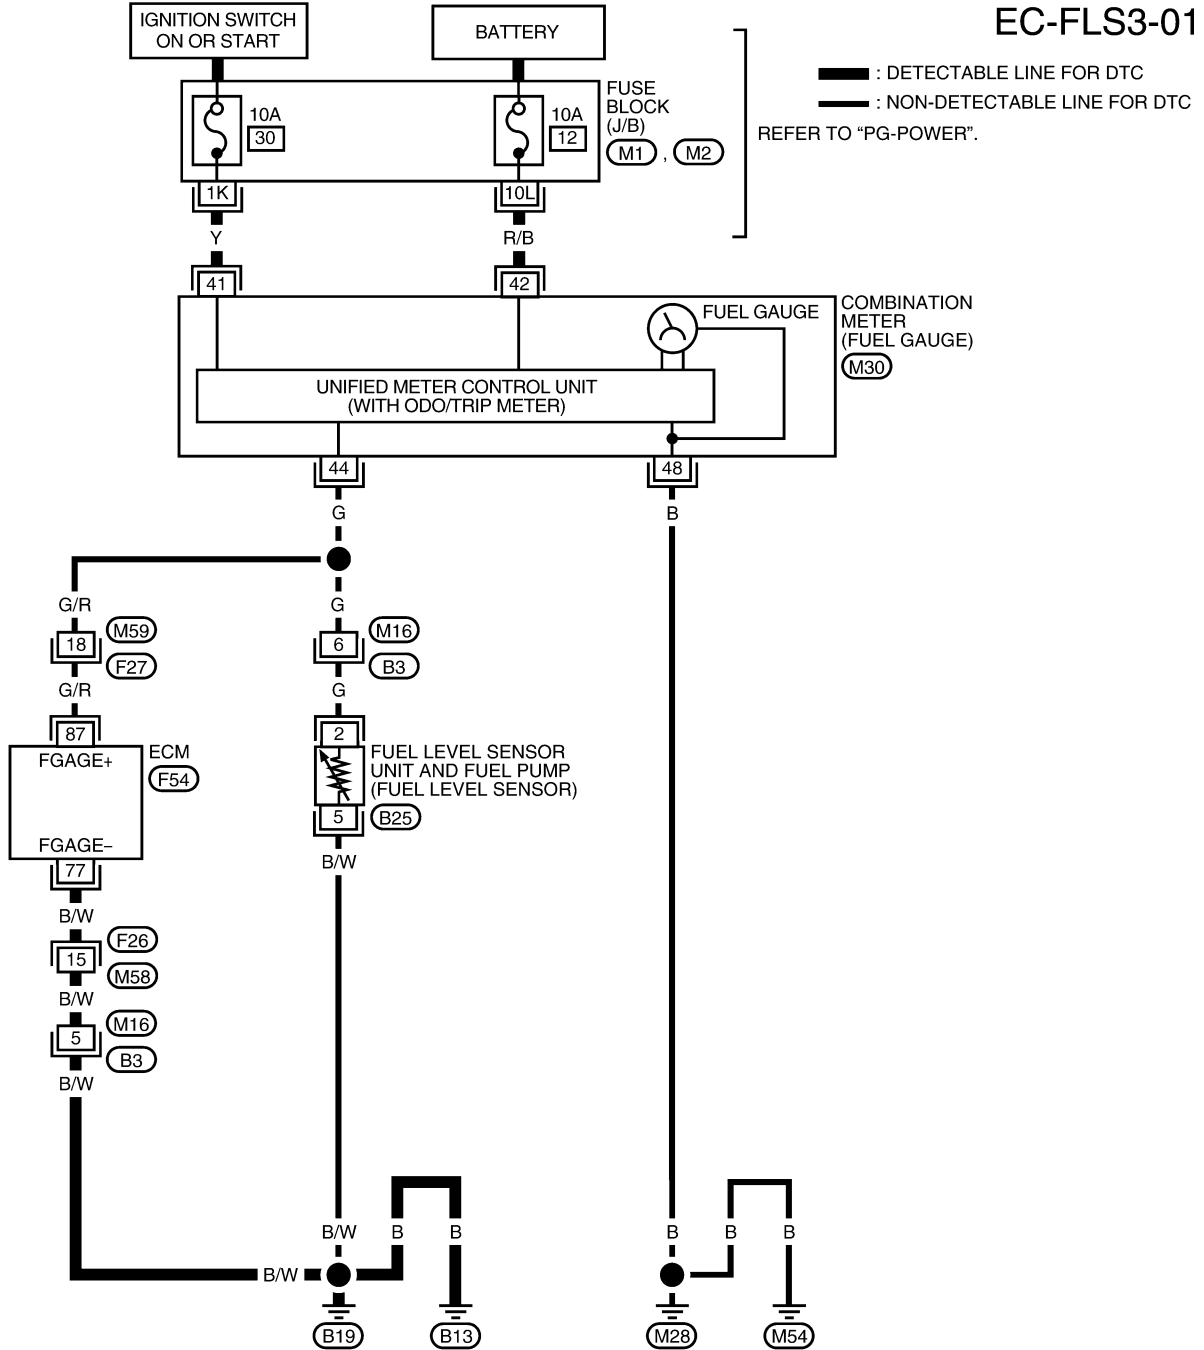 EC-FLS3-01
IGNITION SWITCH
ON OR START
BATTERY
: DETECTABLE LINE FOR DTC
: NON-DETECTABLE LINE FOR DTC
REFER TO “PG-POWER”.
10A
30
10A
12
FUSE
BLOCK
(J/B)
M1 , M2
1K
10L
Y
R/B
41
42
FUEL GAUGE
COMBINATION
METER
(FUEL GAUGE)
M30
UNIFIED METER CONTROL UNIT
(WITH ODO/TRIP METER)
44
48
G
B
G/R
G
18
M59
F27
6
M16
B3
G/R
G
87
FGAGE+
ECM
F54
FGAGE–
77
2
FUEL LEVEL SENSOR
UNIT AND FUEL PUMP
(FUEL LEVEL SENSOR)
5
B25
B/W
B/W
15
F26
M58
B/W
5
M16
B3
B/W
B/W
B
B
B
B
B
B/W
B19
B13
M28
M54